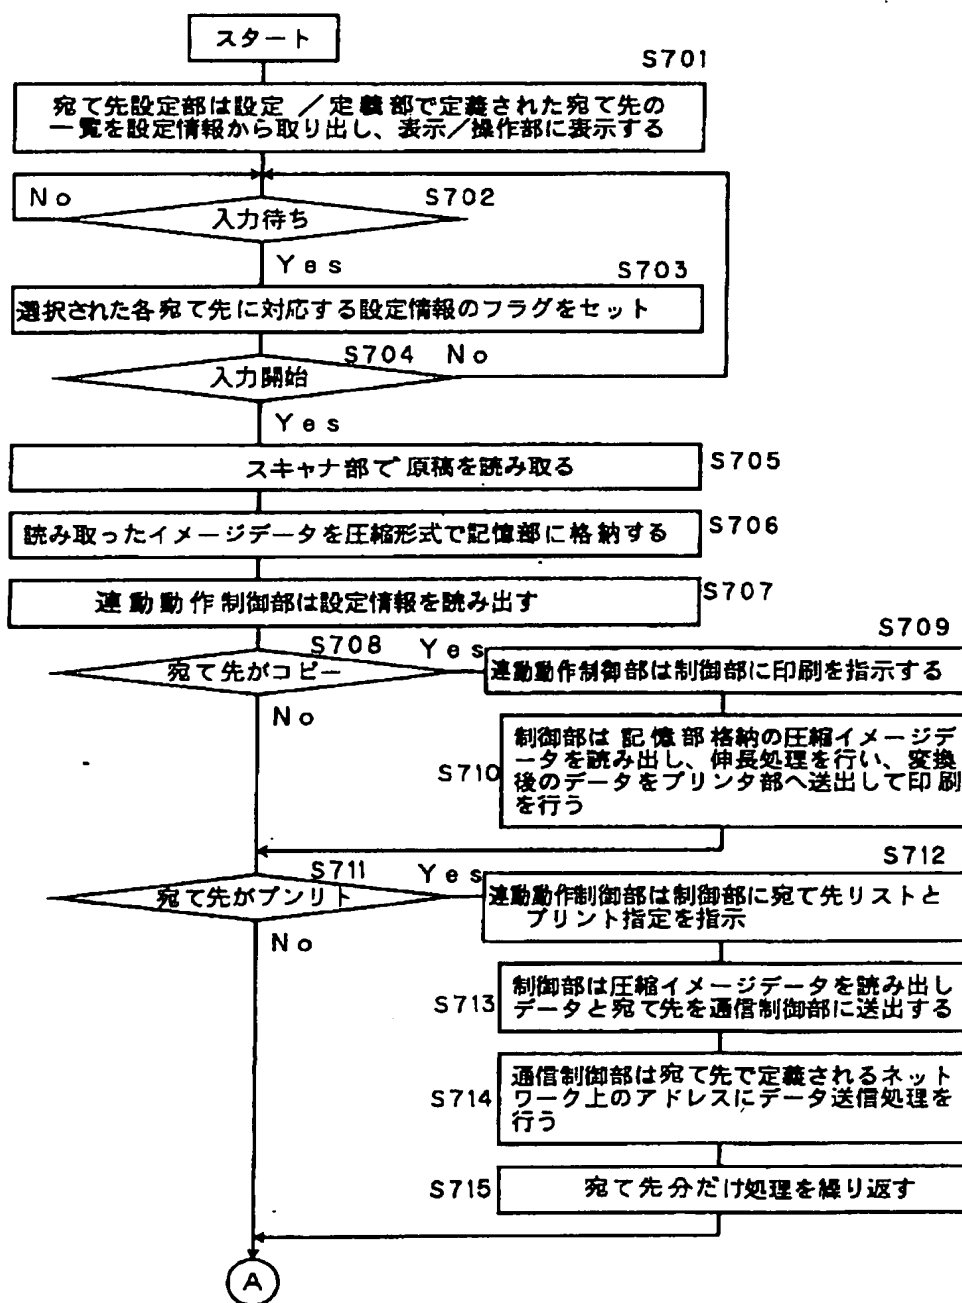 スタート
S701
宛て先設定部は設定／定義部で定義された宛て先の
一覧を設定情報から取り出し、表示／操作部に表示する
No
S702
入力待ち
Yes
S703
選択された各宛て先に対応する設定情報のフラグをセット
S704 No
入力開始
Yes
スキャナ部で原稿を読み取る
S705
読み取ったイメージデータを圧縮形式で記憶部に格納する
S706
連動動作制御部は設定情報を読み出す
S707
S708 Yes
S709
宛て先がコピー
連動動作制御部は制御部に印刷を指示する
No
S710
制御部は記憶部格納の圧縮イメージデ
ータを読み出し、伸長処理を行い、変換
後のデータをプリンタ部へ送出して印刷
を行う
S711 Yes
S712
宛て先がプンリト
連動動作制御部は制御部に宛て先リストと
プリント指定を指示
No
S713
制御部は圧縮イメージデータを読み出し
データと宛て先を通信制御部に送出する
S714
通信制御部は宛て先で定義されるネット
ワーク上のアドレスにデータ送信処理を
行う
S715
宛て先分だけ処理を繰り返す
A